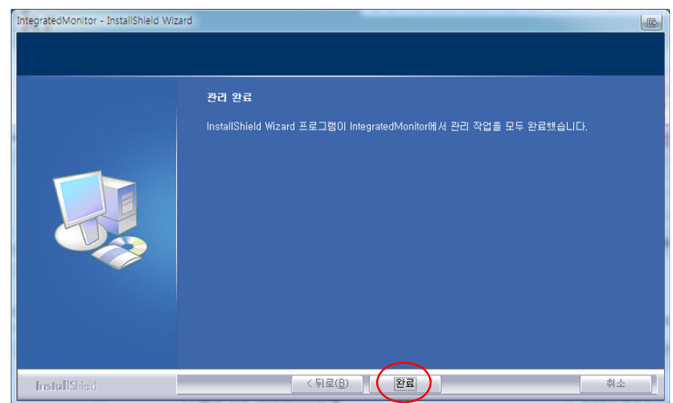 IntegratedMonitor - InstallShield Wizard
관리 완료
InstallShield Wizard 프로그램이 IntegratedMonitor에서 관리 작업을 모두 완료했습니다.
InstallShield
< 뒤로(B) 완료 취소